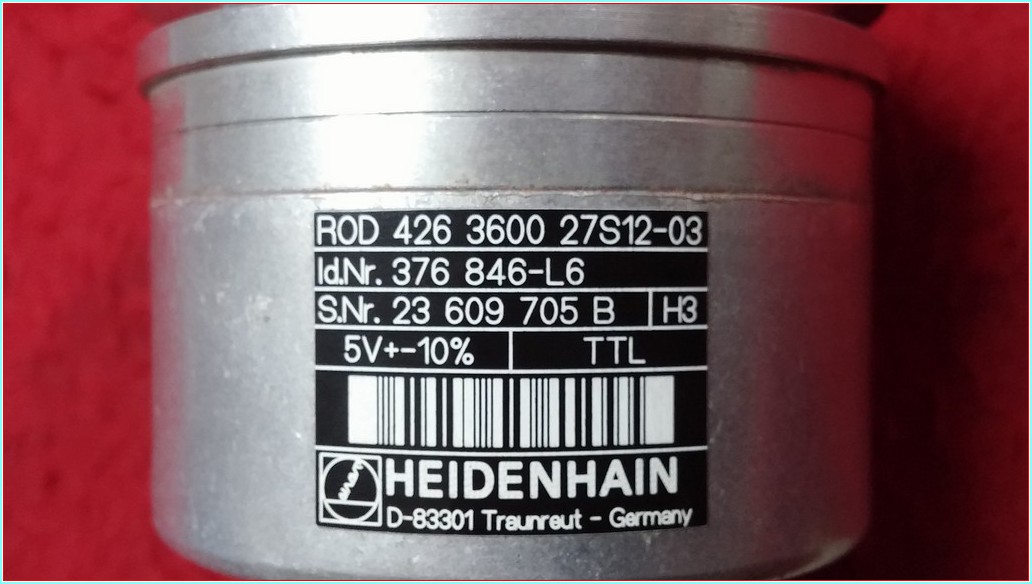 ROD 426 3600 27S12-03
Id.Nr. 376 846-L6
S.Nr. 23 609 705 B H3
5V+-10% TTL
HEIDENHAIN
D-83301 Traunreut - Germany